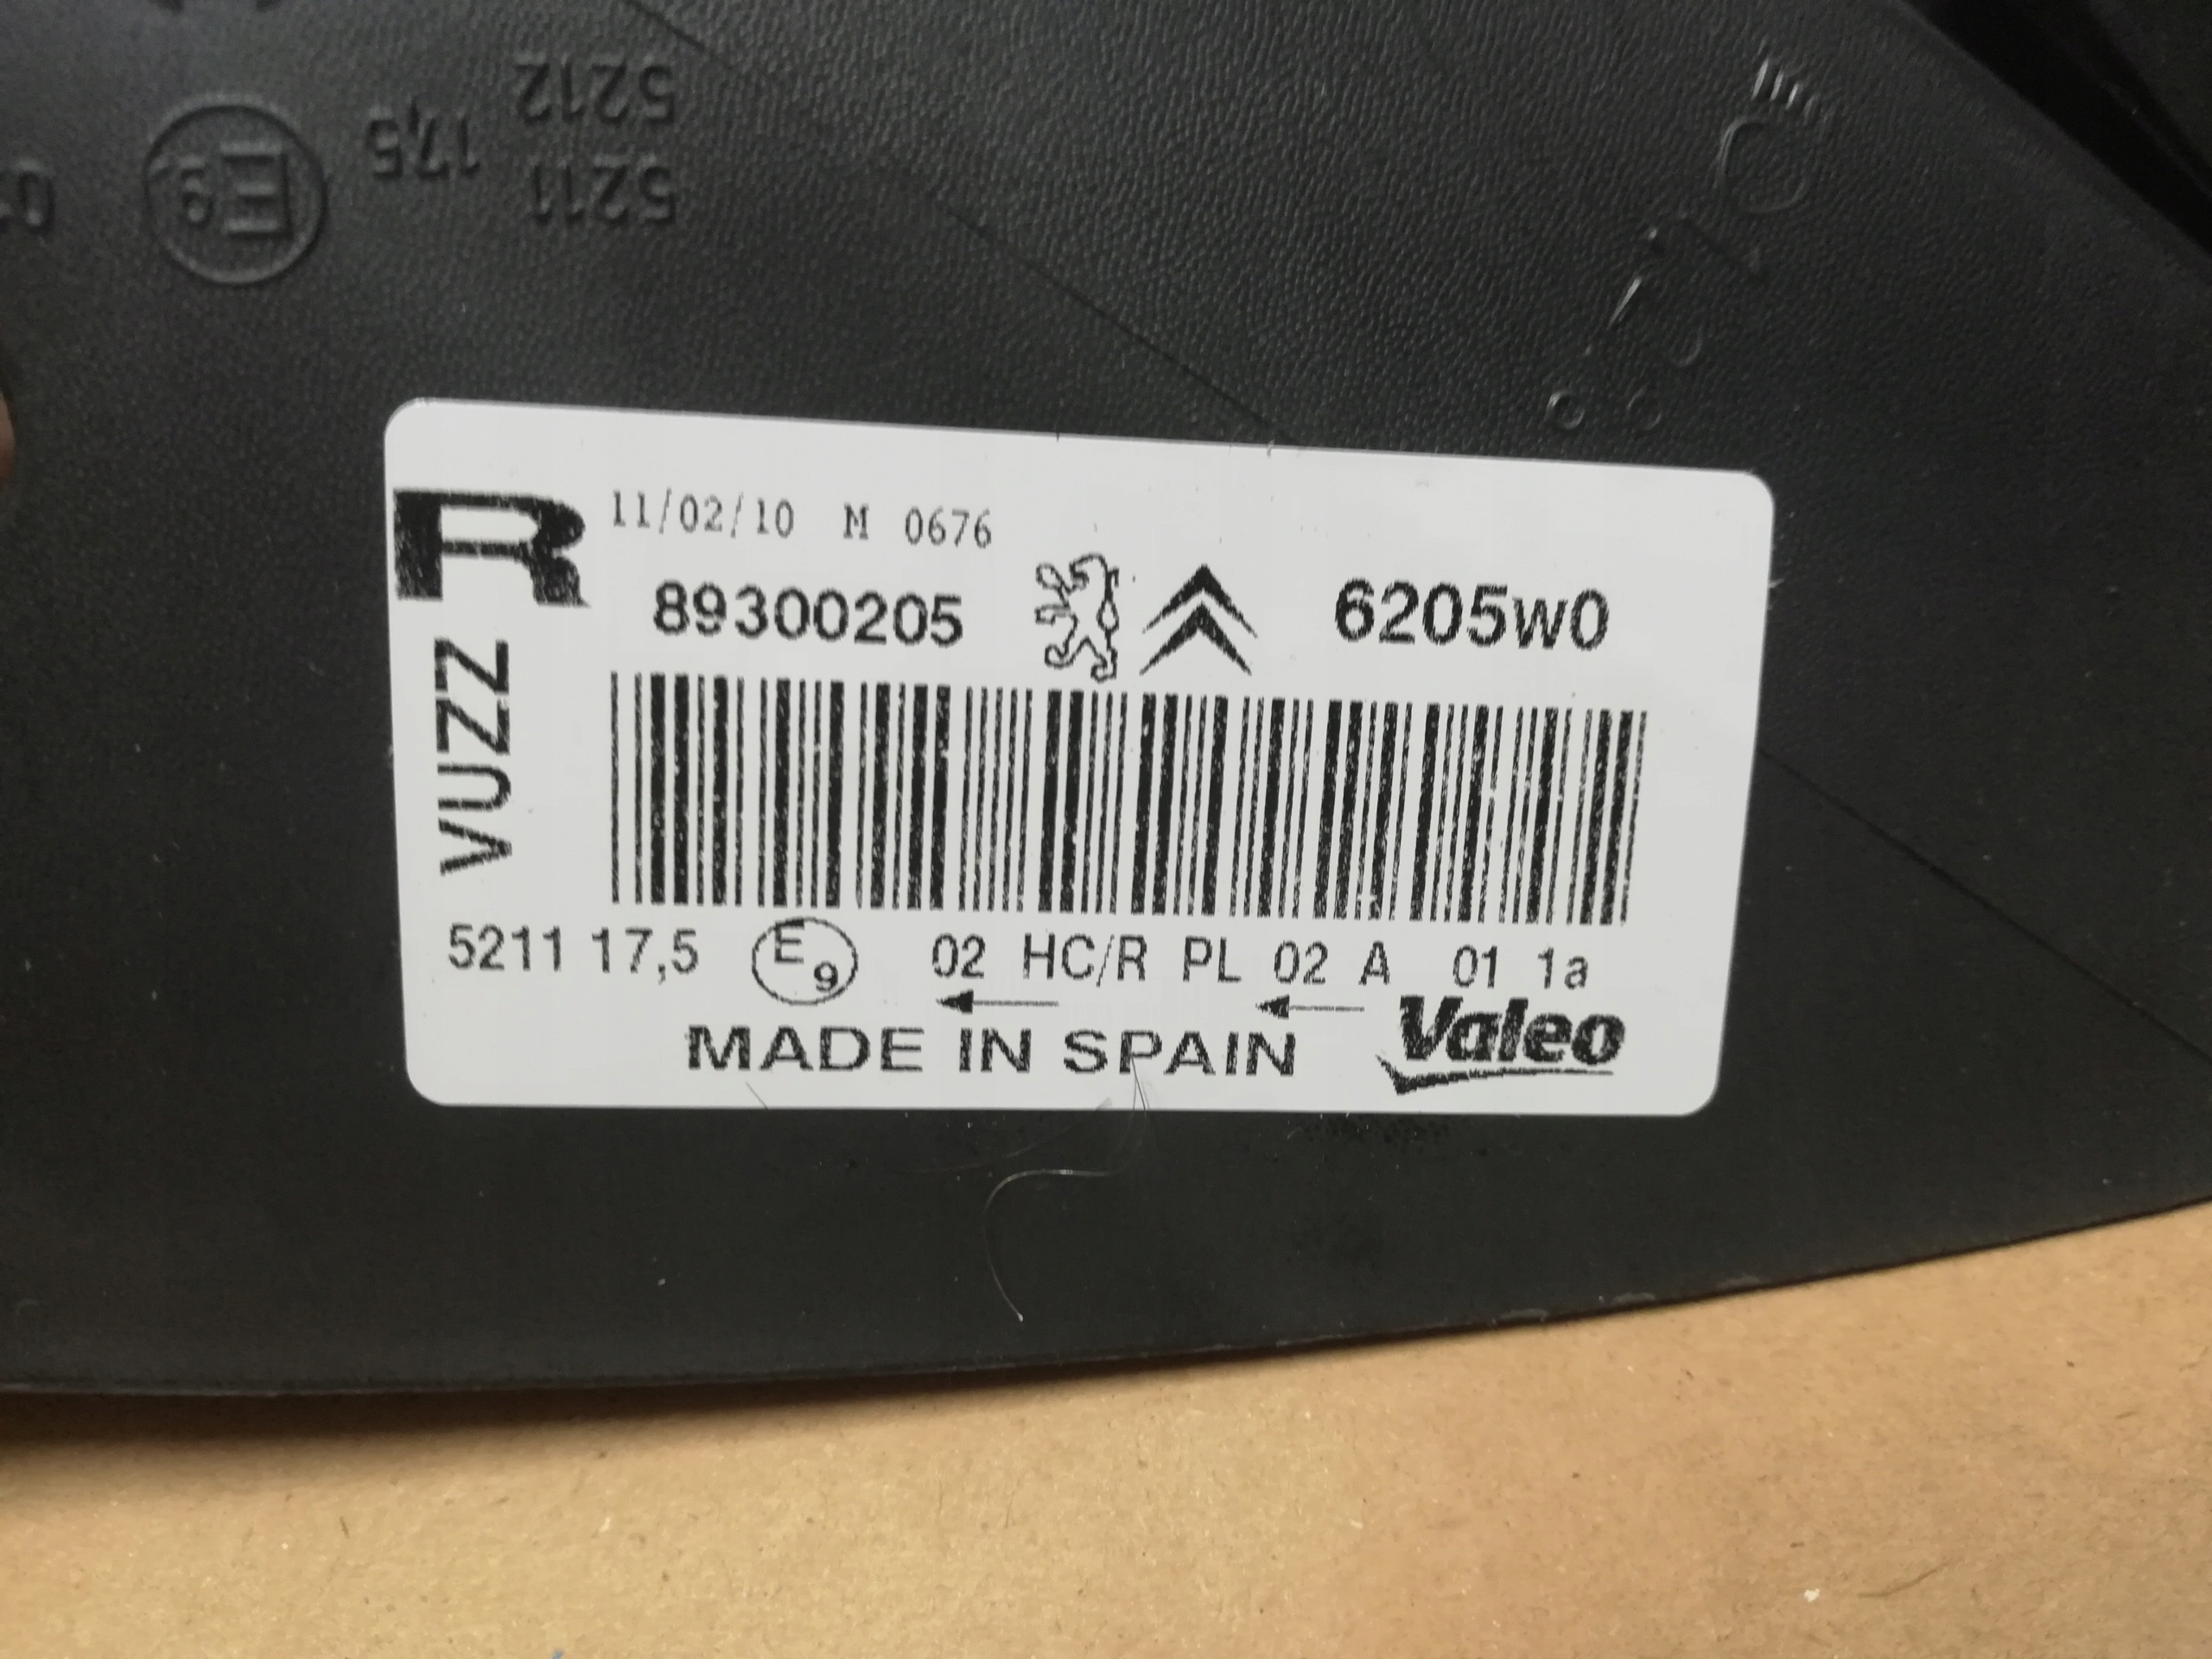 5212
5211
17,5
E9
R
11/02/10 M 0676
89300205
6205W0
VUZZ
5211 17,5 E9 02 HC/R PL 02 A 01 1a
MADE IN SPAIN
Valeo